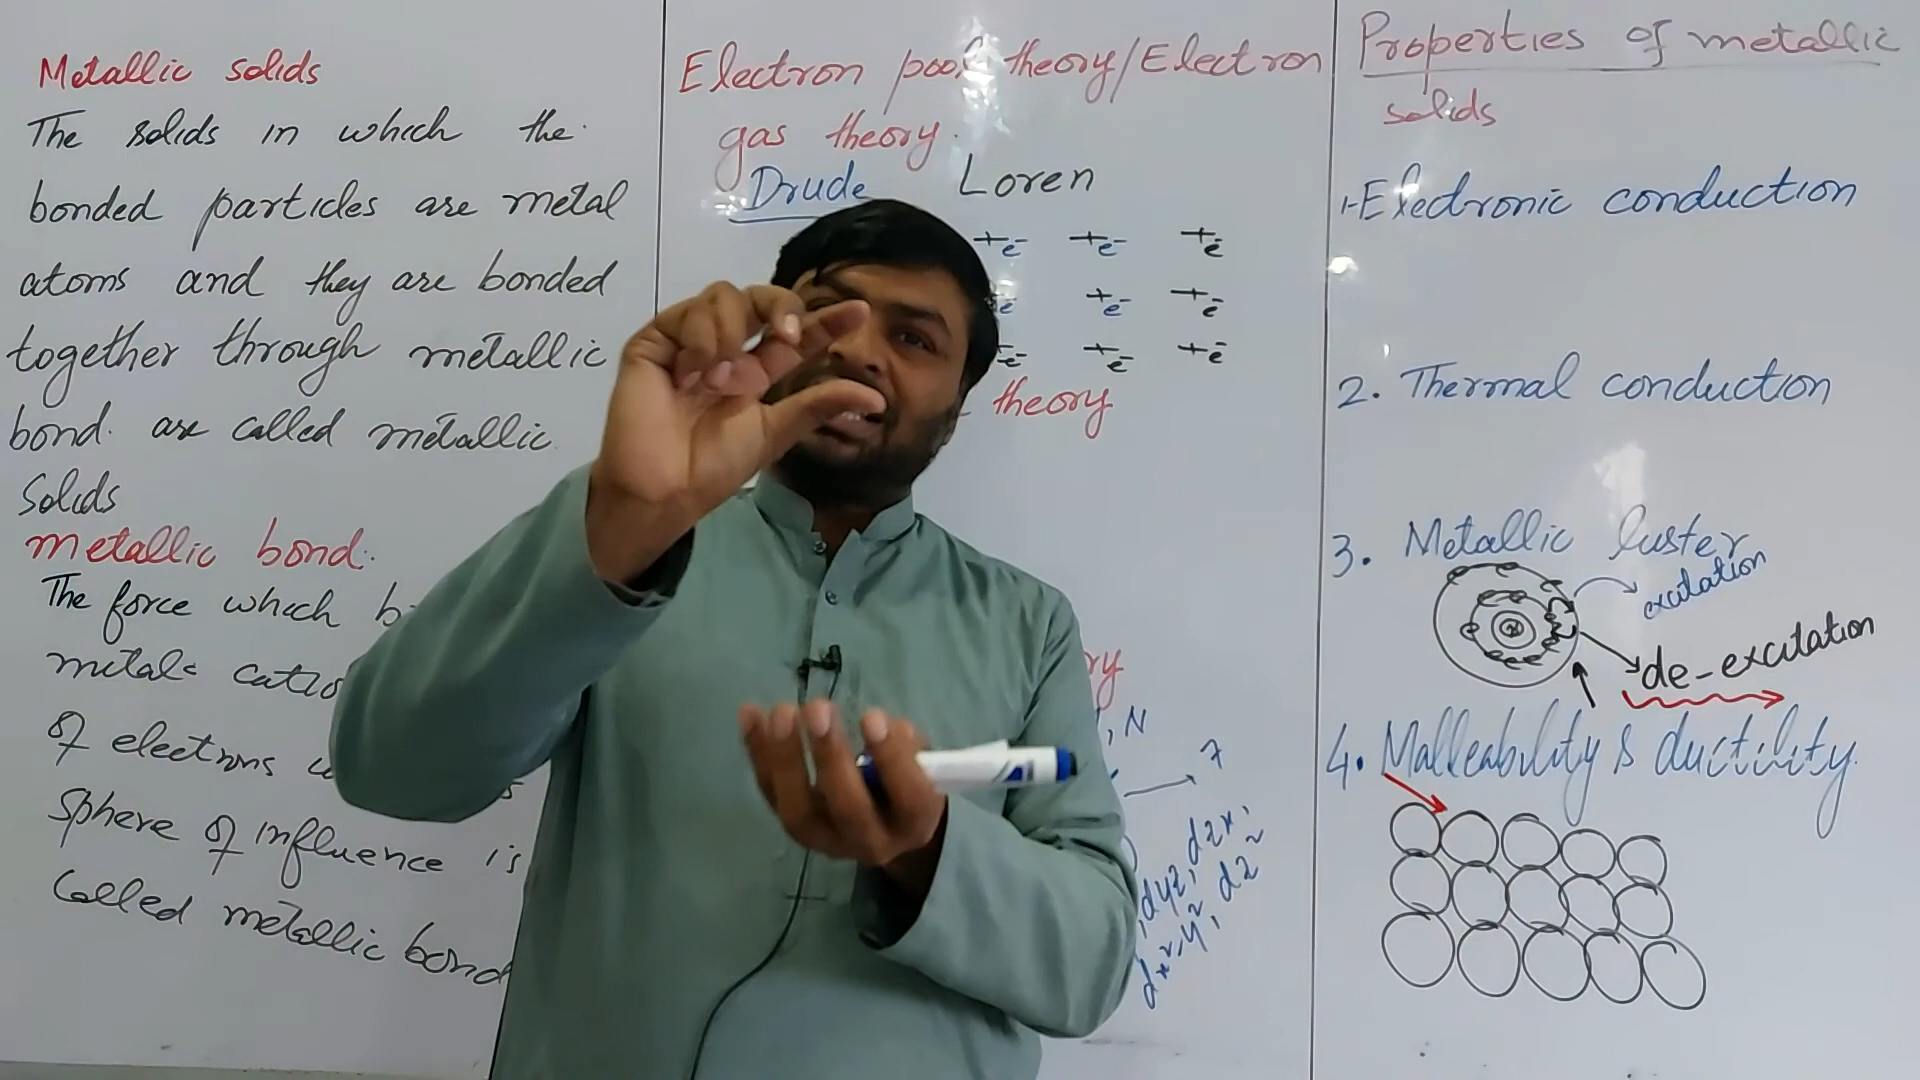 Metallic solids
The solids in which the
bonded particles are metal
atoms and they are bonded
together through metallic
bond. are called metallic
Solids
metallic bond.
The force which
metals
of electrons
Sphere of influence is
Called metallic bond
Electron pool theory/Electron
gas theory.
Drude Loren
+e- +e- +e-
e- +e- +e-
e- +e- +e-
theory
, N
, dyz, dzx,
dx²-y², dz²
Properties of metallic
solids
1-Electronic conduction
2. Thermal conduction
3. Metallic luster
excitation
de-excitation
4. Malleability & ductility.